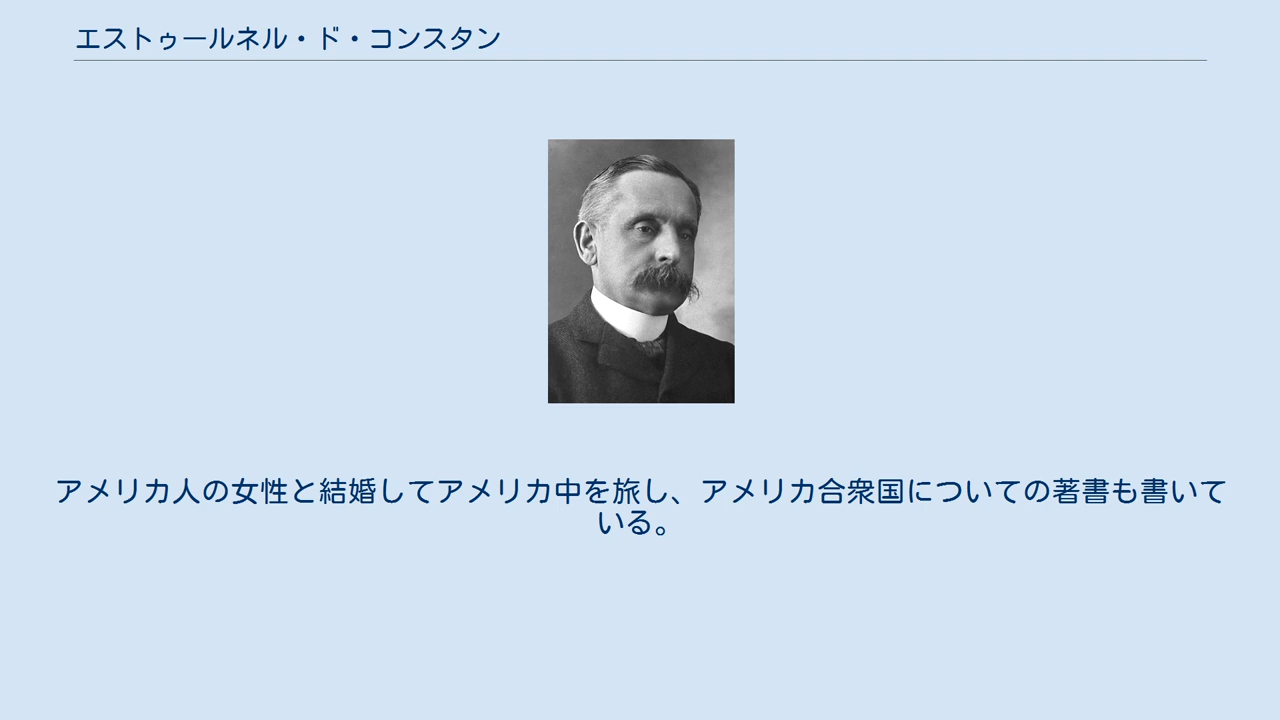 エストゥールネル・ド・コンスタン
アメリカ人の女性と結婚してアメリカ中を旅し、アメリカ合衆国についての著書も書いて
いる。